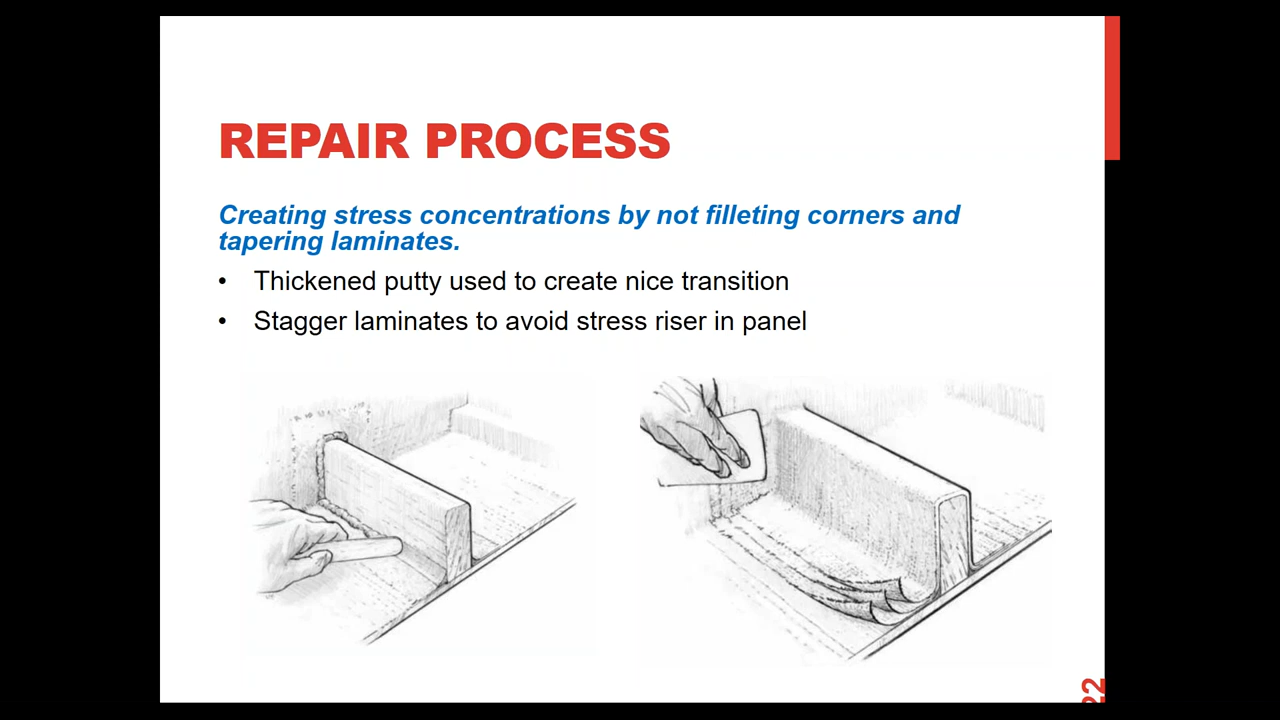 REPAIR PROCESS
Creating stress concentrations by not filleting corners and
tapering laminates.
• Thickened putty used to create nice transition
• Stagger laminates to avoid stress riser in panel
22